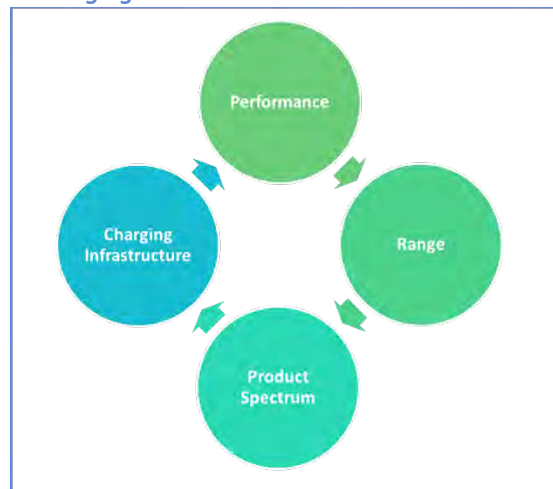 Performance
Range
Product
Spectrum
Charging
Infrastructure